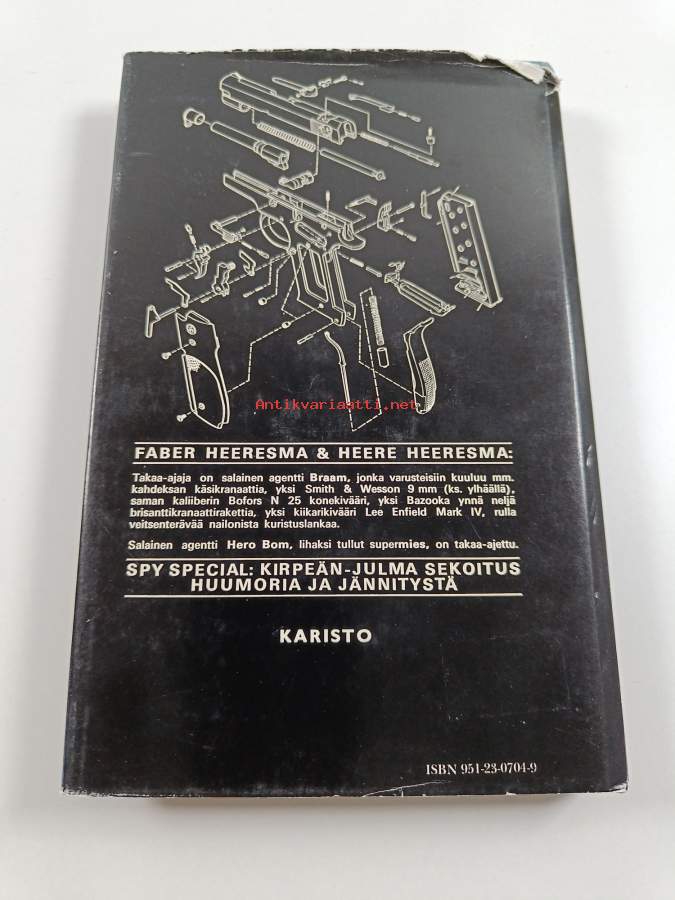 Antikvariaatti.net
FABER HEERESMA & HEERE HEERESMA:
Takaa-ajaja on salainen agentti Braam, jonka varusteisiin kuuluu mm.
kahdeksan käsikranaattia, yksi Smith & Wesson 9 mm (ks. ylhäällä),
saman kaliiberin Bofors N 25 konekivääri, yksi Bazooka ynnä neljä
brisanttikranaattirakettia, yksi kiikarikivääri Lee Enfield Mark IV, rulla
veitsenterävää nailonista kuristuslankaa.
Salainen agentti Hero Bom, lihaksi tullut supermies, on takaa-ajettu.
SPY SPECIAL: KIRPEÄN-JULMA SEKOITUS
HUUMORIA JA JÄNNITYSTÄ
KARISTO
ISBN 951-23-0704-9